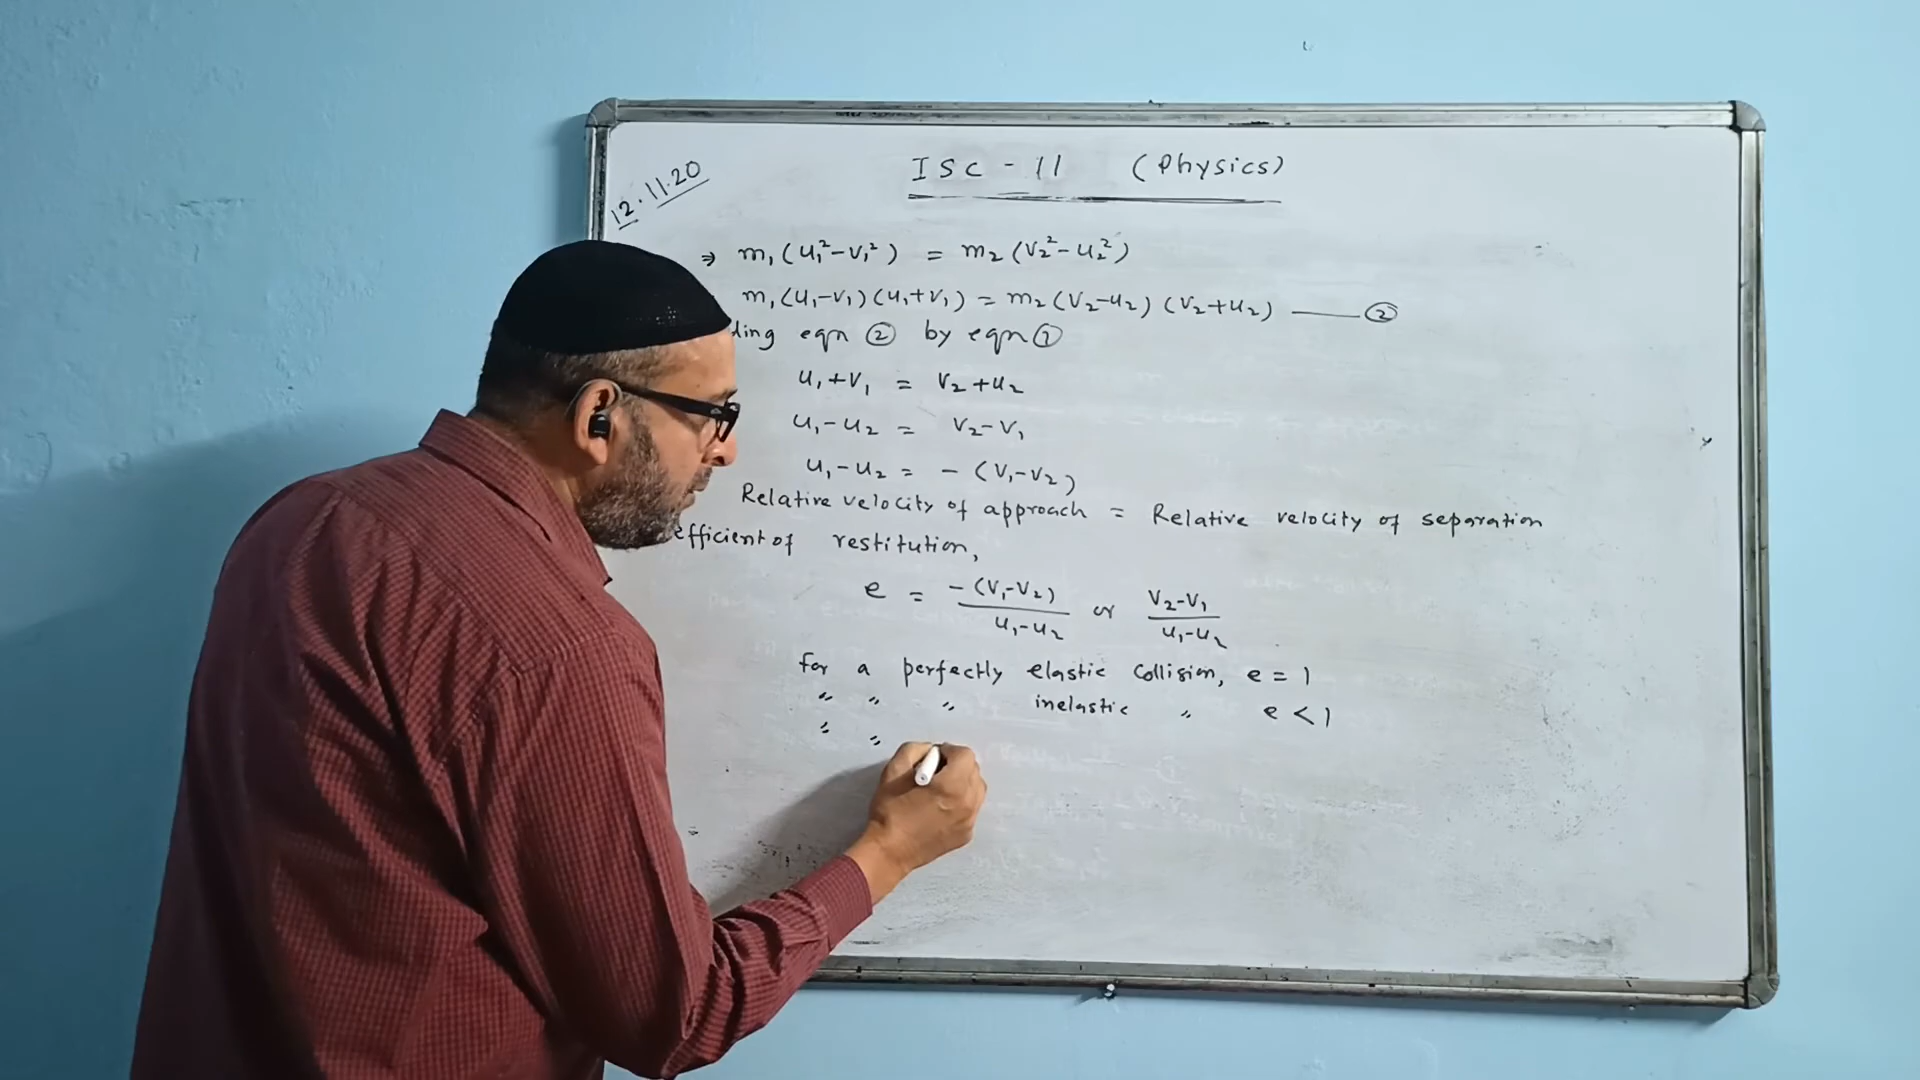 ISC - 11 (Physics)
12.11.20
⇒ m₁(u₁²-v₁²) = m₂(v₂²-u₂²)
m₁(u₁-v₁)(u₁+v₁) = m₂(v₂-u₂)(v₂+u₂) —— ②
ding eqn ② by eqn ①
u₁+v₁ = v₂+u₂
u₁-u₂ = v₂-v₁
u₁-u₂ = -(v₁-v₂)
Relative velocity of approach = Relative velocity of separation
efficient of restitution,
e = -(v₁-v₂)/u₁-u₂ or v₂-v₁/u₁-u₂
for a perfectly elastic collision, e = 1
" " " inelastic " e < 1
" "